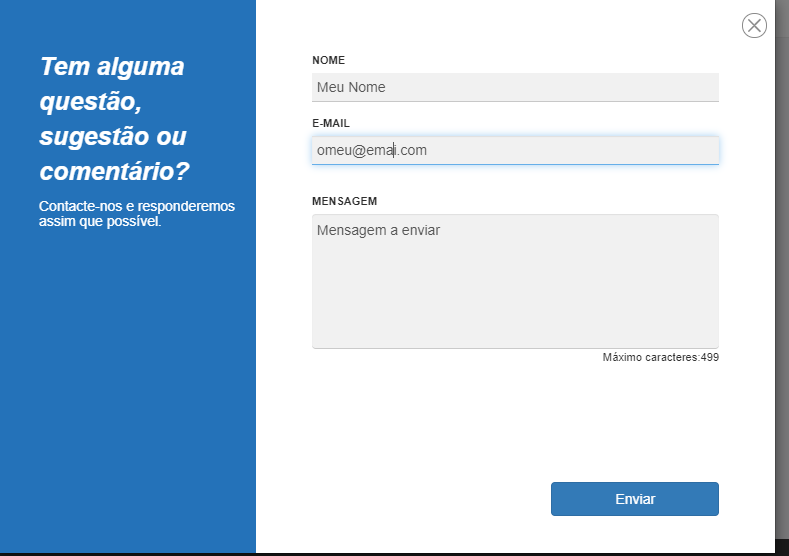 Tem alguma
questão,
sugestão ou
comentário?
Contacte-nos e responderemos
assim que possível.
NOME
Meu Nome
E-MAIL
omeu@email.com
MENSAGEM
Mensagem a enviar
Máximo caracteres:499
Enviar